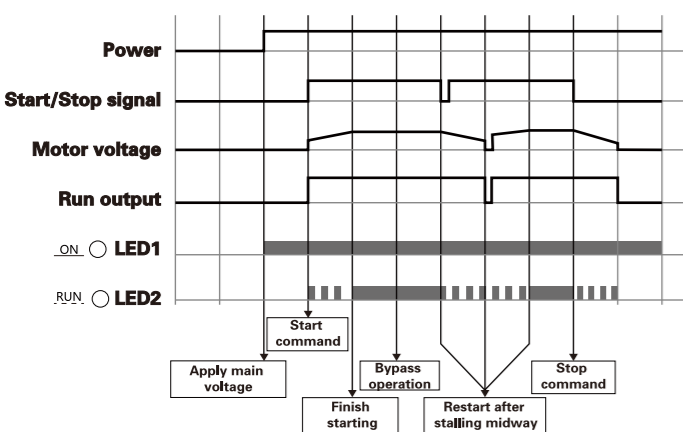 Power
Start/Stop signal
Motor voltage
Run output
ON LED1
RUN LED2
Start
command
Apply main
voltage
Bypass
operation
Stop
command
Finish
starting
Restart after
stalling midway